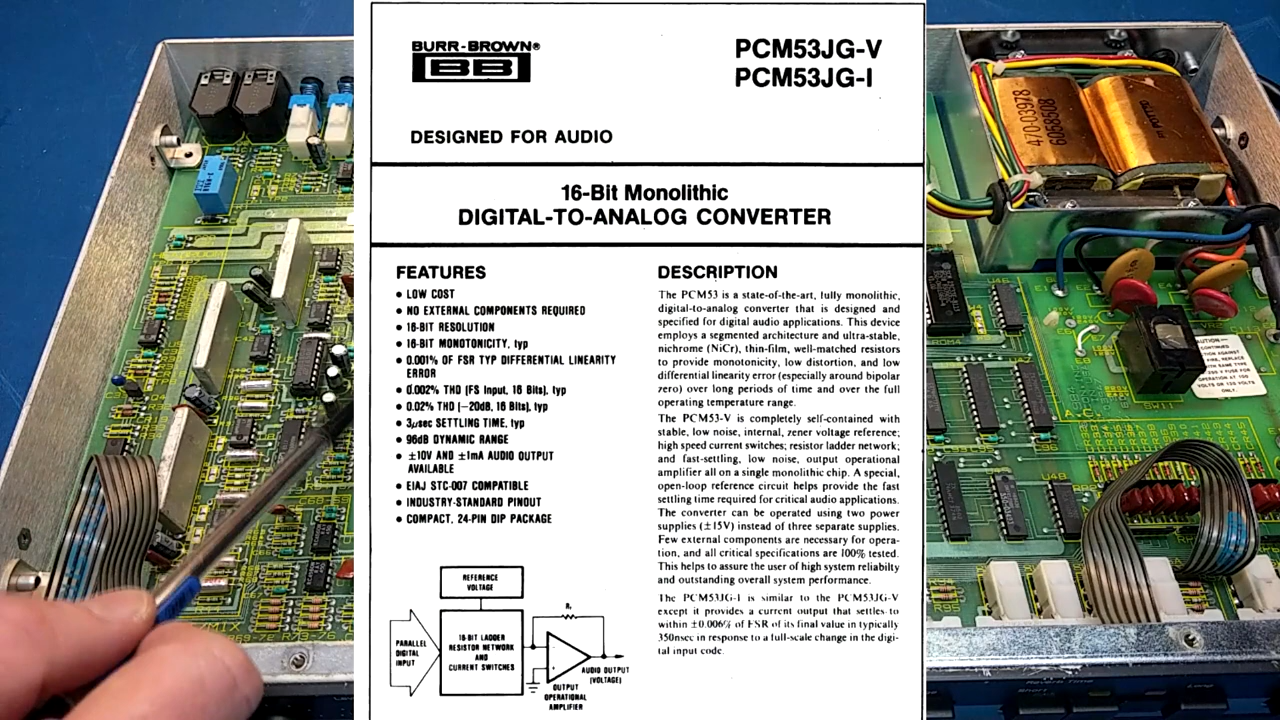 BURR-BROWN®
BB
PCM53JG-V
PCM53JG-I
DESIGNED FOR AUDIO
16-Bit Monolithic
DIGITAL-TO-ANALOG CONVERTER
FEATURES
● LOW COST
● NO EXTERNAL COMPONENTS REQUIRED
● 16-BIT RESOLUTION
● 16-BIT MONOTONICITY, typ
● 0.001% OF FSR TYP DIFFERENTIAL LINEARITY
ERROR
● 0.002% THD (FS Input, 16 Bits), typ
● 0.02% THD (−20dB, 16 Bits), typ
● 3μsec SETTLING TIME, typ
● 96dB DYNAMIC RANGE
● ±10V AND ±1mA AUDIO OUTPUT
AVAILABLE
● EIAJ STC-007 COMPATIBLE
● INDUSTRY-STANDARD PINOUT
● COMPACT, 24-PIN DIP PACKAGE
REFERENCE
VOLTAGE
PARALLEL
DIGITAL
INPUT
16-BIT LADDER
RESISTOR NETWORK
AND
CURRENT SWITCHES
AUDIO OUTPUT
(VOLTAGE)
OUTPUT
OPERATIONAL
AMPLIFIER
DESCRIPTION
The PCM53 is a state-of-the-art, fully monolithic,
digital-to-analog converter that is designed and
specified for digital audio applications. This device
employs a segmented architecture and ultra-stable,
nichrome (NiCr), thin-film, well-matched resistors
to provide monotonicity, low distortion, and low
differential linearity error (especially around bipolar
zero) over long periods of time and over the full
operating temperature range.
The PCM53-V is completely self-contained with
stable, low noise, internal, zener voltage reference;
high speed current switches; resistor ladder network;
and fast-settling, low noise, output operational
amplifier all on a single monolithic chip. A special,
open-loop reference circuit helps provide the fast
settling time required for critical audio applications.
The converter can be operated using two power
supplies (±15V) instead of three separate supplies.
Few external components are necessary for opera-
tion, and all critical specifications are 100% tested.
This helps to assure the user of high system reliabilty
and outstanding overall system performance.
The PCM53JG-I is similar to the PCM53JG-V
except it provides a current output that settles to
within ±0.006% of FSR of its final value in typically
350nsec in response to a full-scale change in the digi-
tal input code.
470-03978
6058508
CAUTION
A.C.
SW11
U46
U48